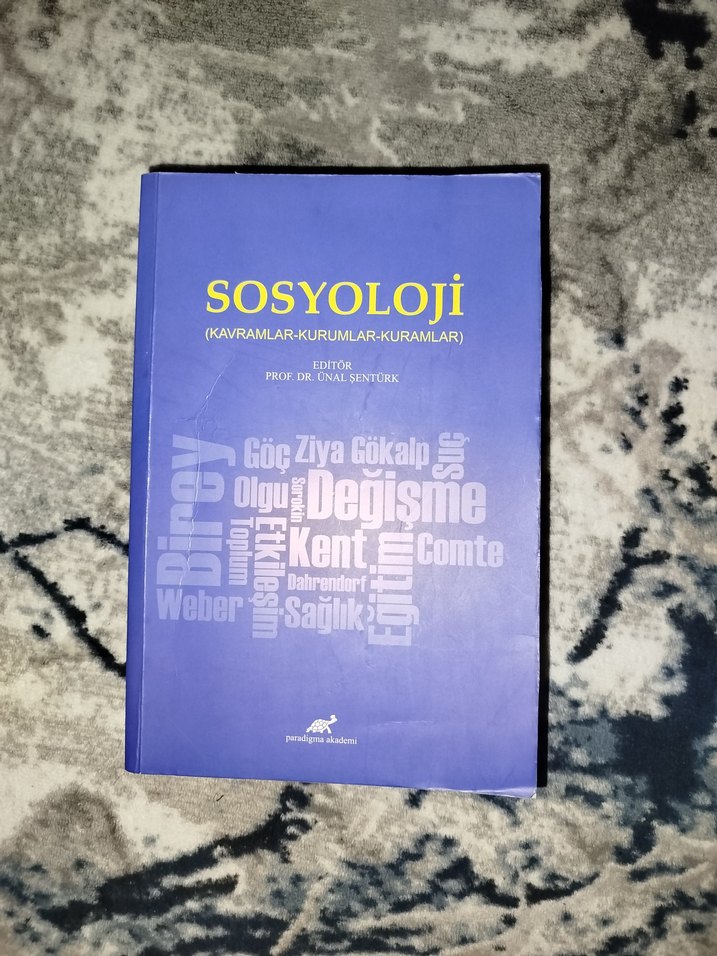 SOSYOLOJİ
(KAVRAMLAR-KURUMLAR-KURAMLAR)
EDİTÖR
PROF. DR. ÜNAL ŞENTÜRK
Birey
Göç
Ziya Gökalp
Suç
Olgu
Sorokin
Değişme
Toplum
Etkileşim
Kent
Eğitim
Comte
Dahrendorf
Weber
Sağlık
paradigma akademi